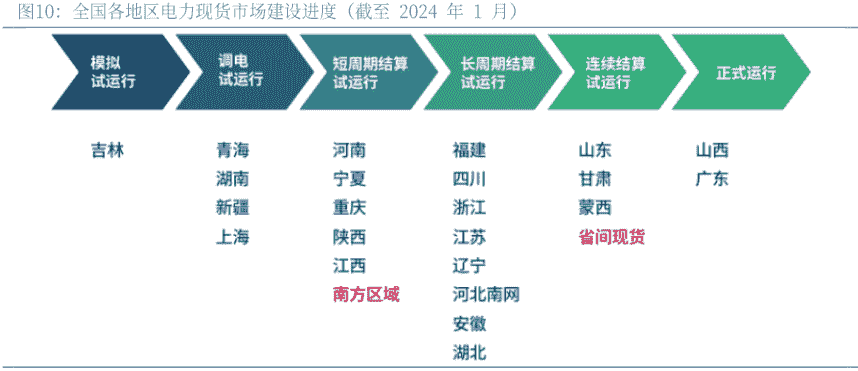 图10：全国各地区电力现货市场建设进度（截至 2024 年 1 月）
模拟
试运行
调电
试运行
短周期结算
试运行
长周期结算
试运行
连续结算
试运行
正式运行
吉林
青海
湖南
新疆
上海
河南
宁夏
重庆
陕西
江西
南方区域
福建
四川
浙江
江苏
辽宁
河北南网
安徽
湖北
山东
甘肃
蒙西
省间现货
山西
广东